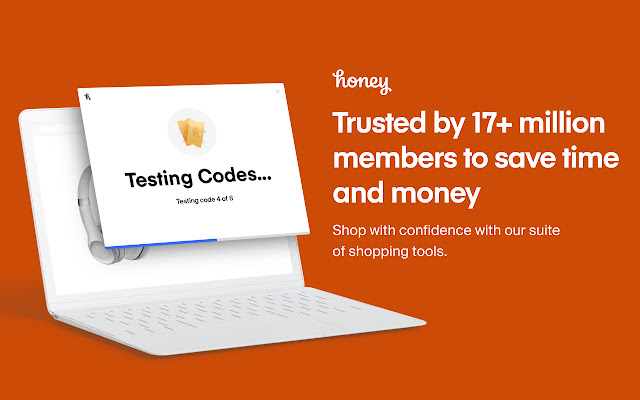 honey
Trusted by 17+ million
members to save time
and money
Shop with confidence with our suite
of shopping tools.
Testing Codes...
Testing code 4 of 8